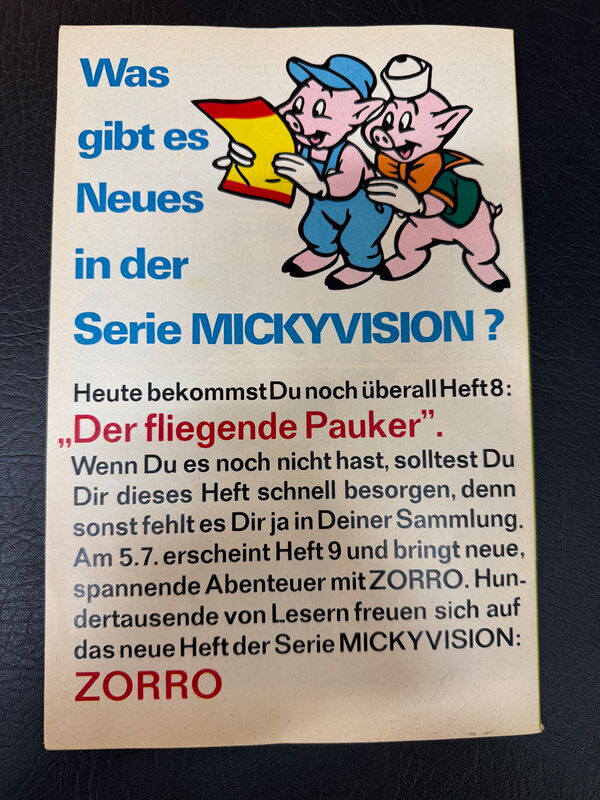 Was
gibt es
Neues
in der
Serie MICKYVISION ?
Heute bekommst Du noch überall Heft 8:
„Der fliegende Pauker”.
Wenn Du es noch nicht hast, solltest Du
Dir dieses Heft schnell besorgen, denn
sonst fehlt es Dir ja in Deiner Sammlung.
Am 5.7. erscheint Heft 9 und bringt neue,
spannende Abenteuer mit ZORRO. Hun-
dertausende von Lesern freuen sich auf
das neue Heft der Serie MICKYVISION:
ZORRO